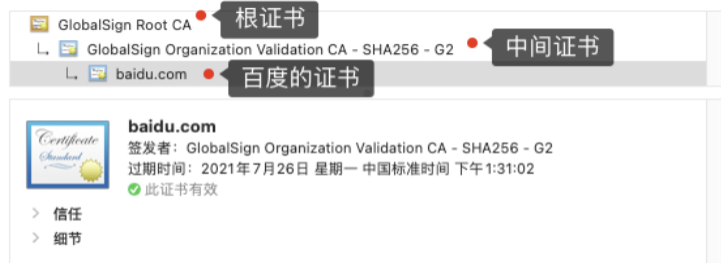 GlobalSign Root CA
根证书
GlobalSign Organization Validation CA - SHA256 - G2
中间证书
baidu.com
百度的证书
Certificate
Standard
baidu.com
签发者：GlobalSign Organization Validation CA - SHA256 - G2
过期时间：2021年7月26日 星期一 中国标准时间 下午1:31:02
此证书有效
信任
细节